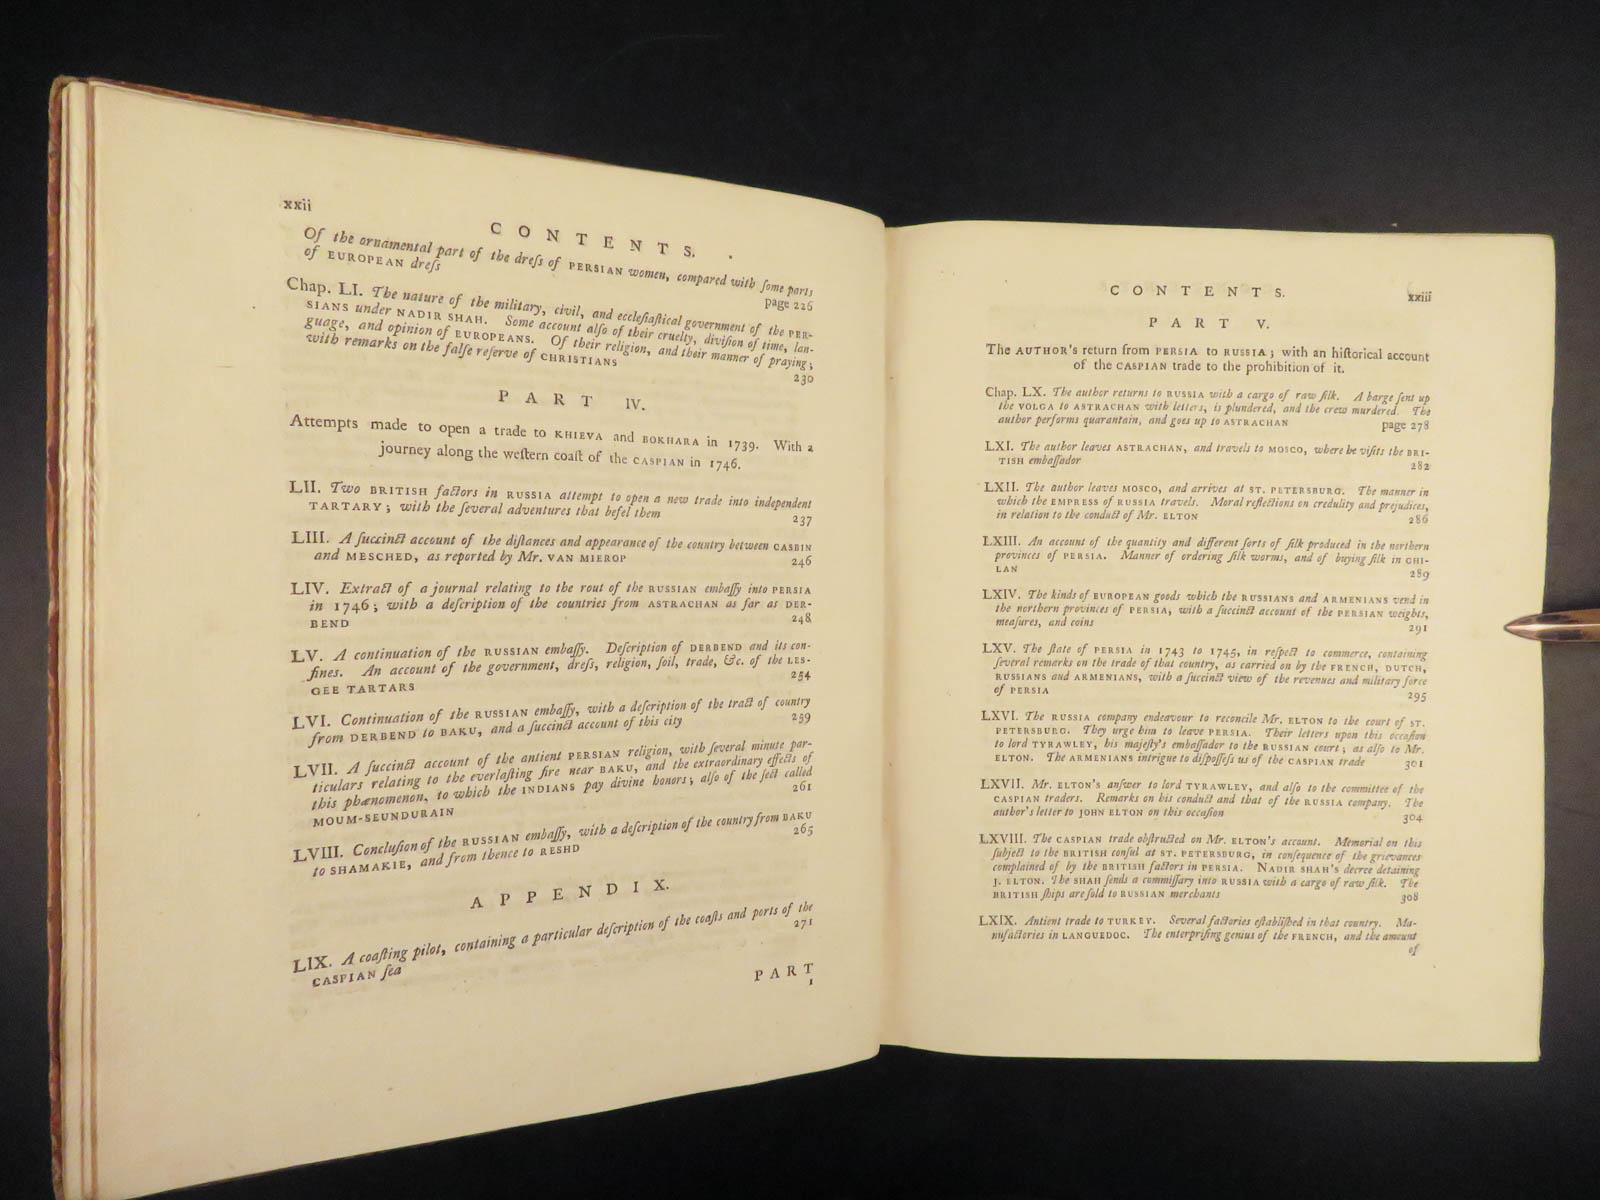 xxii
CONTENTS.
Of the ornamental part of the dreſs of PERSIAN women, compared with ſome parts
of EUROPEAN dreſs page 226
Chap. LI. The nature of the military, civil, and eccleſiaſtical government of the PER-
SIANS under NADIR SHAH. Some account alſo of their cruelty, diviſion of time, lan-
guage, and opinion of EUROPEANS. Of their religion, and their manner of praying;
with remarks on the falſe reſerve of CHRISTIANS 230
PART IV.
Attempts made to open a trade to KHIEVA and BOKHARA in 1739. With a
journey along the weſtern coaſt of the CASPIAN in 1746.
LII. Two BRITISH factors in RUSSIA attempt to open a new trade into independent
TARTARY; with the ſeveral adventures that befel them 237
LIII. A ſuccinct account of the diſtances and appearance of the country between CASBIN
and MESCHED, as reported by Mr. VAN MIEROP 246
LIV. Extract of a journal relating to the rout of the RUSSIAN embaſſy into PERSIA
in 1746; with a deſcription of the countries from ASTRACHAN as far as DER-
BEND 248
LV. A continuation of the RUSSIAN embaſſy. Deſcription of DERBEND and its con-
fines. An account of the government, dreſs, religion, ſoil, trade, &c. of the LES-
GEE TARTARS 254
LVI. Continuation of the RUSSIAN embaſſy, with a deſcription of the tract of country
from DERBEND to BAKU, and a ſuccinct account of this city 259
LVII. A ſuccinct account of the antient PERSIAN religion, with ſeveral minute par-
ticulars relating to the everlaſting fire near BAKU, and the extraordinary effects of
this phænomenon, to which the INDIANS pay divine honors; alſo of the ſect called
MOUM-SEUNDURAIN 261
LVIII. Concluſion of the RUSSIAN embaſſy, with a deſcription of the country from BAKU
to SHAMAKIE, and from thence to RESHD 265
APPENDIX.
LIX. A coaſting pilot, containing a particular deſcription of the coaſts and ports of the
CASPIAN ſea 271
PART
1
CONTENTS. xxiii
PART V.
The AUTHOR'S return from PERSIA to RUSSIA; with an hiſtorical account
of the CASPIAN trade to the prohibition of it.
Chap. LX. The author returns to RUSSIA with a cargo of raw ſilk. A barge ſent up
the VOLGA to ASTRACHAN with letters, is plundered, and the crew murdered. The
author performs quarantain, and goes up to ASTRACHAN page 278
LXI. The author leaves ASTRACHAN, and travels to MOSCO, where he viſits the BRI-
TISH embaſſador 282
LXII. The author leaves MOSCO, and arrives at ST. PETERSBURG. The manner in
which the EMPRESS OF RUSSIA travels. Moral reflections on credulity and prejudices,
in relation to the conduct of Mr. ELTON 286
LXIII. An account of the quantity and different ſorts of ſilk produced in the northern
provinces of PERSIA. Manner of ordering ſilk worms, and of buying ſilk in GHI-
LAN 289
LXIV. The kinds of EUROPEAN goods which the RUSSIANS and ARMENIANS vend in
the northern provinces of PERSIA, with a ſuccinct account of the PERSIAN weights,
meaſures, and coins 291
LXV. The ſtate of PERSIA in 1743 to 1745, in reſpect to commerce, containing
ſeveral remarks on the trade of that country, as carried on by the FRENCH, DUTCH,
RUSSIANS aud ARMENIANS, with a ſuccinct view of the revenues and military force
of PERSIA 295
LXVI. The RUSSIA company endeavour to reconcile Mr. ELTON to the court of ST.
PETERSBURG. They urge him to leave PERSIA. Their letters upon this occaſion
to lord TYRAWLEY, his majeſty's embaſſador to the RUSSIAN court; as alſo to Mr.
ELTON. The ARMENIANS intrigue to diſpoſſeſs us of the CASPIAN trade 301
LXVII. Mr. ELTON's anſwer to lord TYRAWLEY, and alſo to the committee of the
CASPIAN traders. Remarks on his conduct and that of the RUSSIA company. The
author's letter to JOHN ELTON on this occaſion 304
LXVIII. The CASPIAN trade obſtructed on Mr. ELTON's account. Memorial on this
ſubject to the BRITISH conſul at ST. PETERSBURG, in conſequence of the grievances
complained of by the BRITISH factors in PERSIA. NADIR SHAH's decree detaining
J. ELTON. The SHAH ſends a commiſſary into RUSSIA with a cargo of raw ſilk. The
BRITISH ſhips are ſold to RUSSIAN merchants 308
LXIX. Antient trade to TURKEY. Several factories eſtabliſhed in that country. Ma-
nufactories in LANGUEDOC. The enterpriſing genius of the FRENCH, and the amount
of